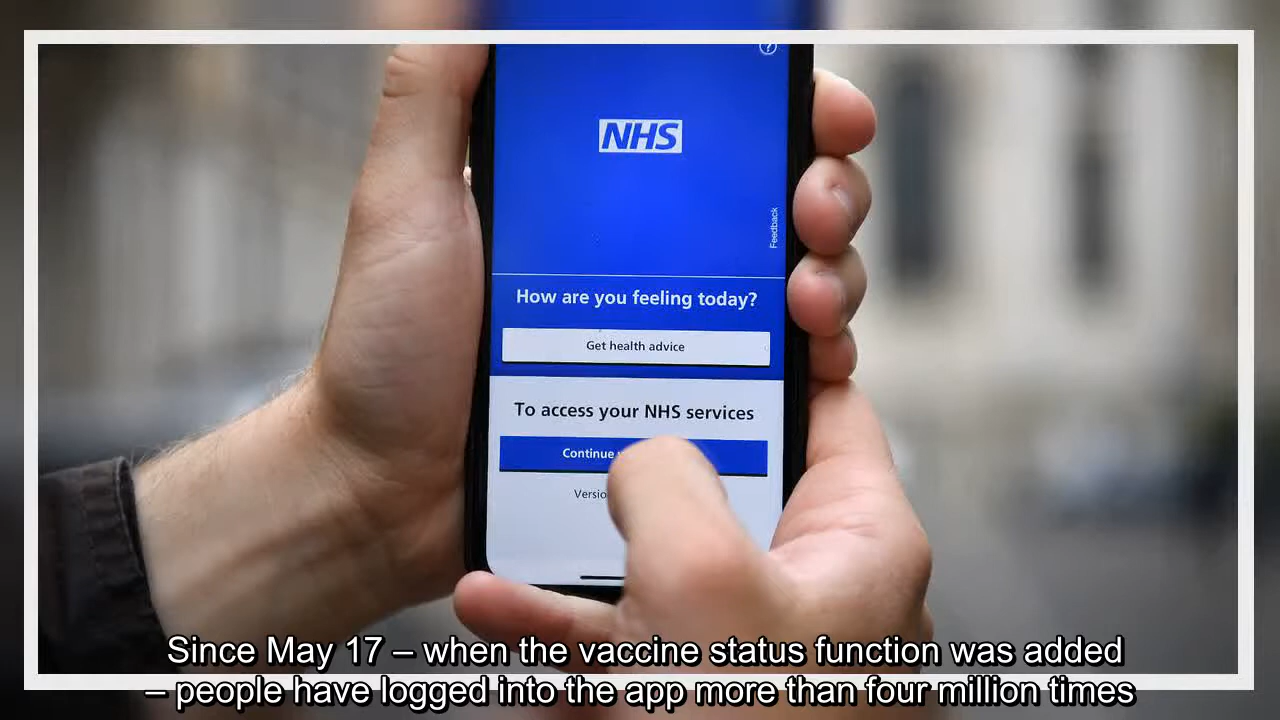 NHS
Feedback
How are you feeling today?
Get health advice
To access your NHS services
Continue
Since May 17 – when the vaccine status function was added
– people have logged into the app more than four million times